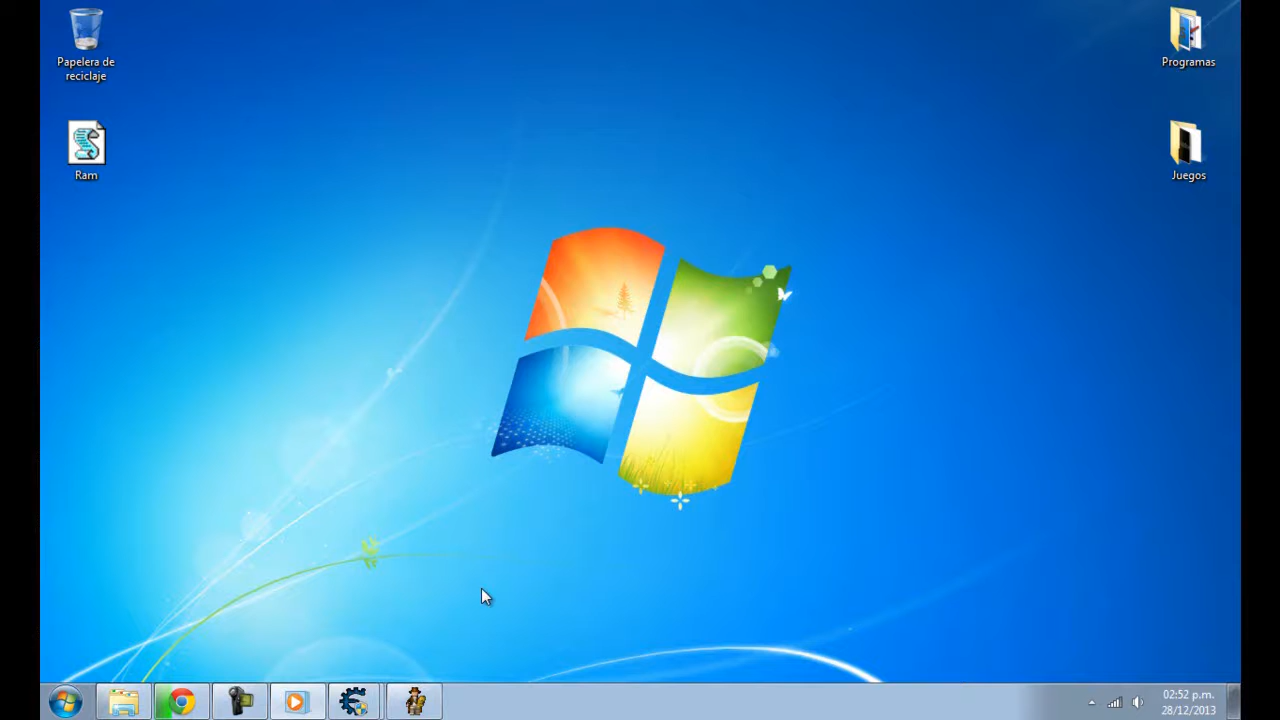 Papelera de
reciclaje
Ram
Programas
Juegos
02:52 p.m.
28/12/2013